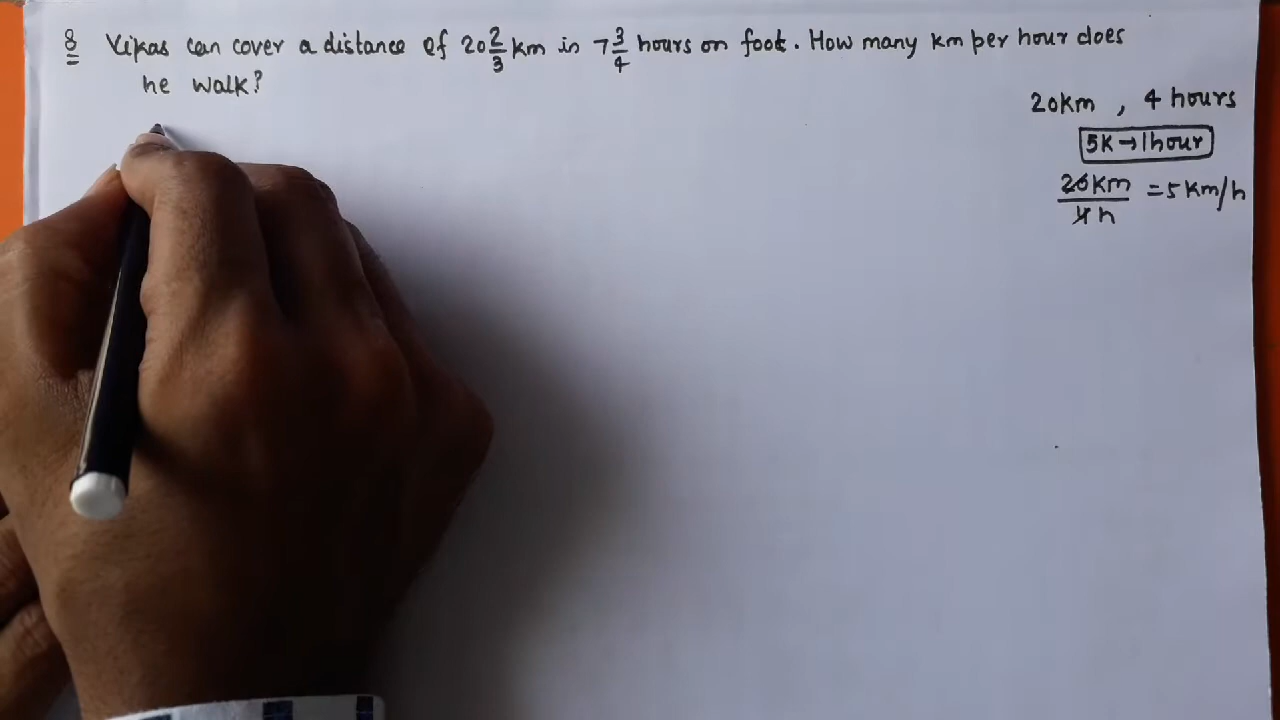 8 Vikas can cover a distance of 20 2/3 km in 7 3/4 hours on foot. How many km per hour does
he walk?
20km , 4 hours
5K→1hour
20km/4h =5km/h